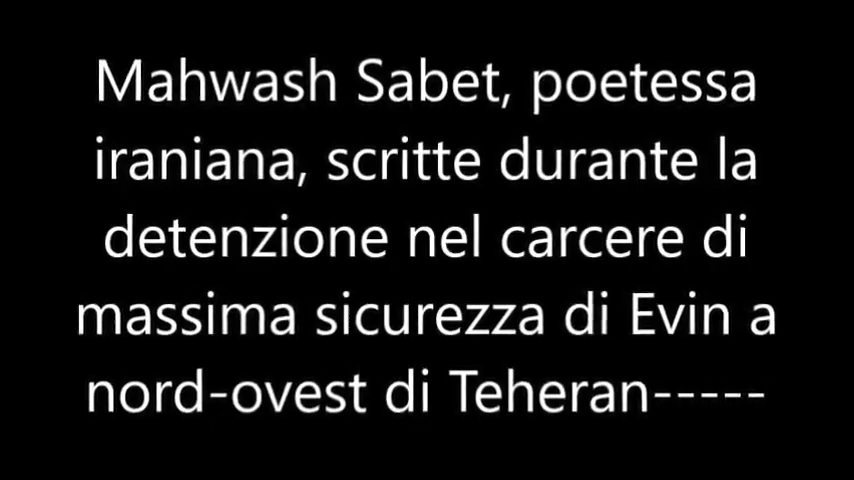 Mahwash Sabet, poetessa
iraniana, scritte durante la
detenzione nel carcere di
massima sicurezza di Evin a
nord-ovest di Teheran-----